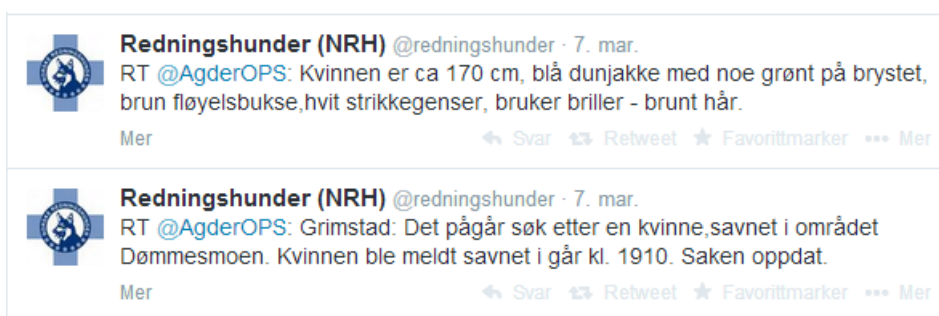 Redningshunder (NRH) @redningshunder · 7. mar.
RT @AgderOPS: Kvinnen er ca 170 cm, blå dunjakke med noe grønt på brystet,
brun fløyelsbukse,hvit strikkegenser, bruker briller - brunt hår.
Mer Svar Retweet Favorittmarker Mer
Redningshunder (NRH) @redningshunder · 7. mar.
RT @AgderOPS: Grimstad: Det pågår søk etter en kvinne,savnet i området
Dømmesmoen. Kvinnen ble meldt savnet i går kl. 1910. Saken oppdat.
Mer Svar Retweet Favorittmarker Mer